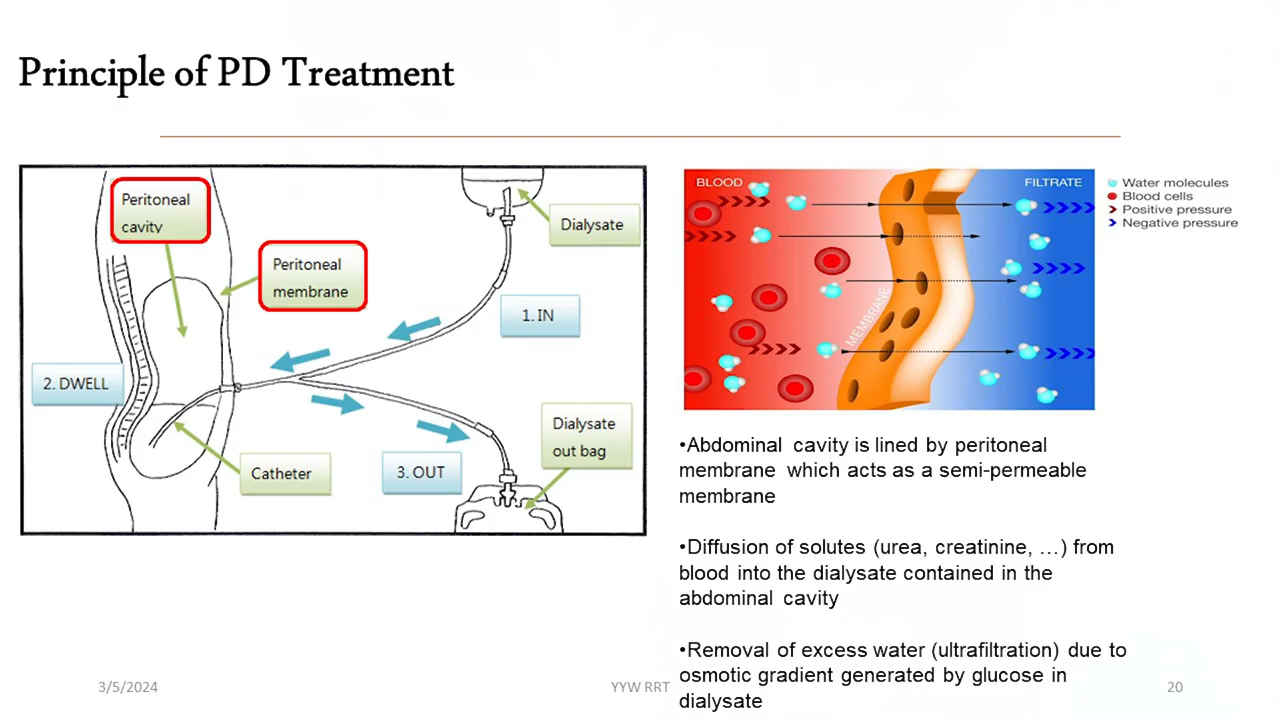 Principle of PD Treatment
Peritoneal
cavity
Peritoneal
membrane
Dialysate
1. IN
2. DWELL
Dialysate
out bag
3. OUT
Catheter
BLOOD
FILTRATE
MEMBRANE
Water molecules
Blood cells
Positive pressure
Negative pressure
•Abdominal cavity is lined by peritoneal
membrane which acts as a semi-permeable
membrane
•Diffusion of solutes (urea, creatinine, …) from
blood into the dialysate contained in the
abdominal cavity
•Removal of excess water (ultrafiltration) due to
osmotic gradient generated by glucose in
dialysate
3/5/2024
YYW RRT
20